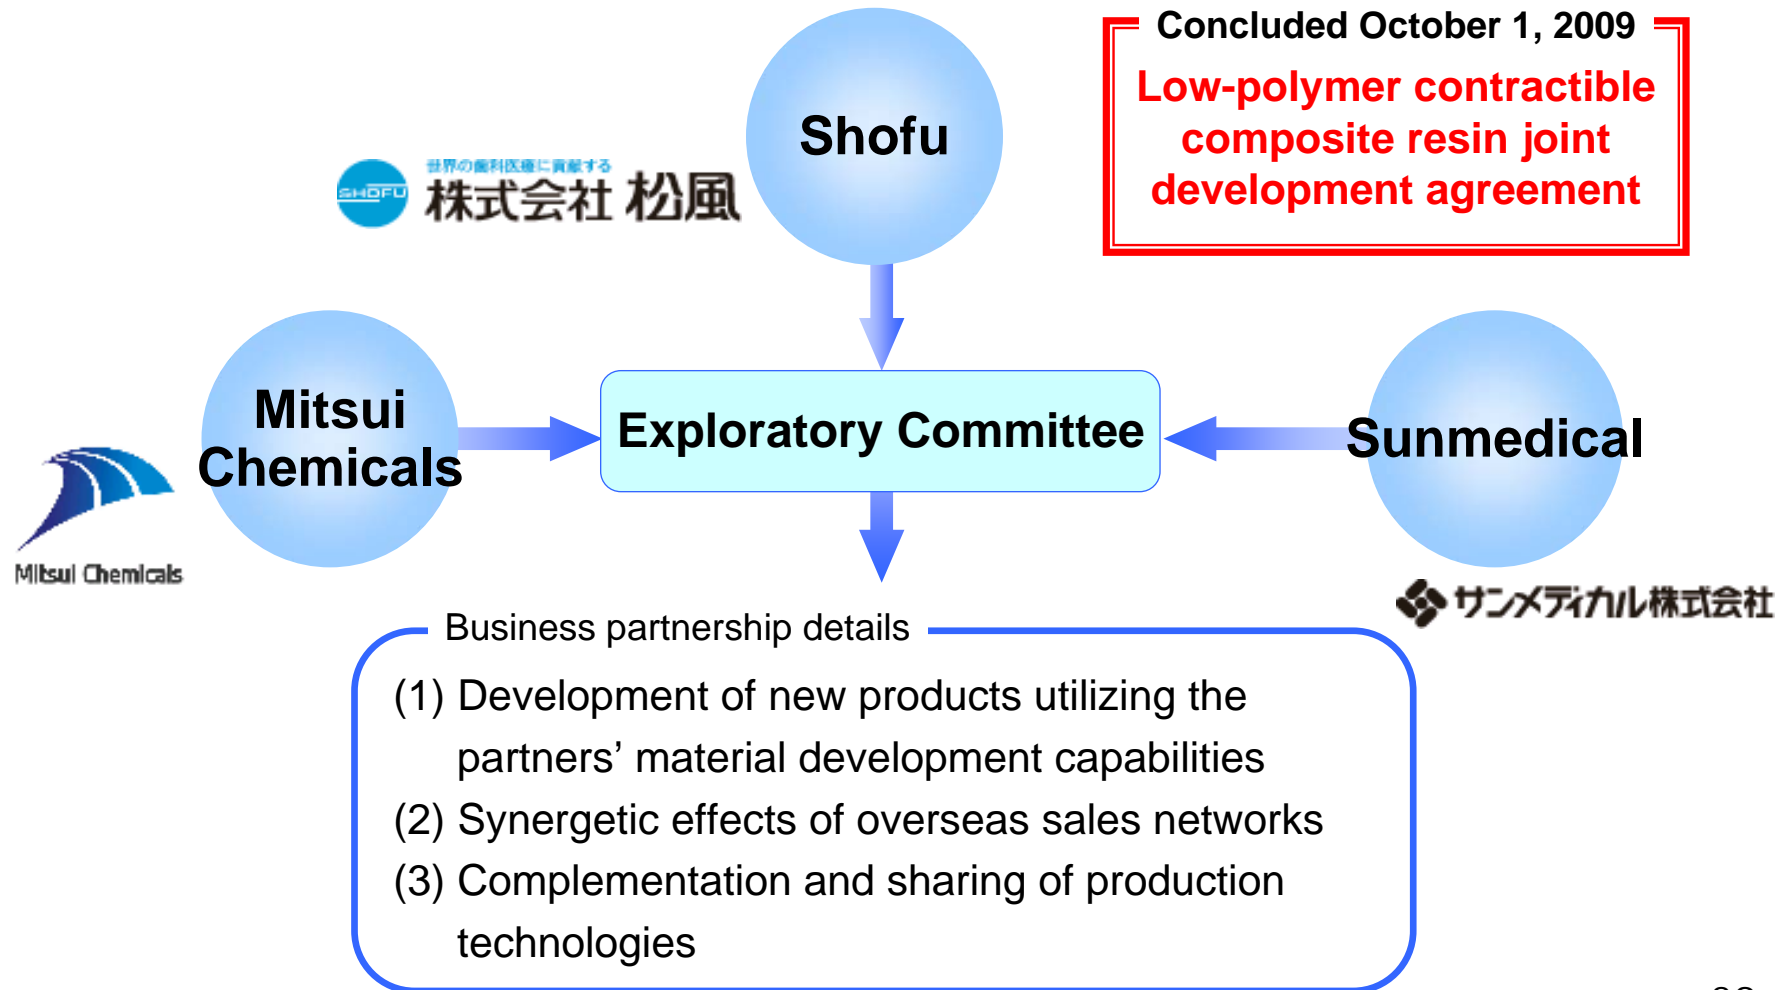 Concluded October 1, 2009
Low-polymer contractible
composite resin joint
development agreement
Shofu
世界の歯科医療に貢献する
SHOFU
株式会社 松風
Mitsui
Chemicals
Exploratory Committee
Sunmedical
Mitsui Chemicals
サンメディカル株式会社
Business partnership details
(1) Development of new products utilizing the
partners’ material development capabilities
(2) Synergetic effects of overseas sales networks
(3) Complementation and sharing of production
technologies